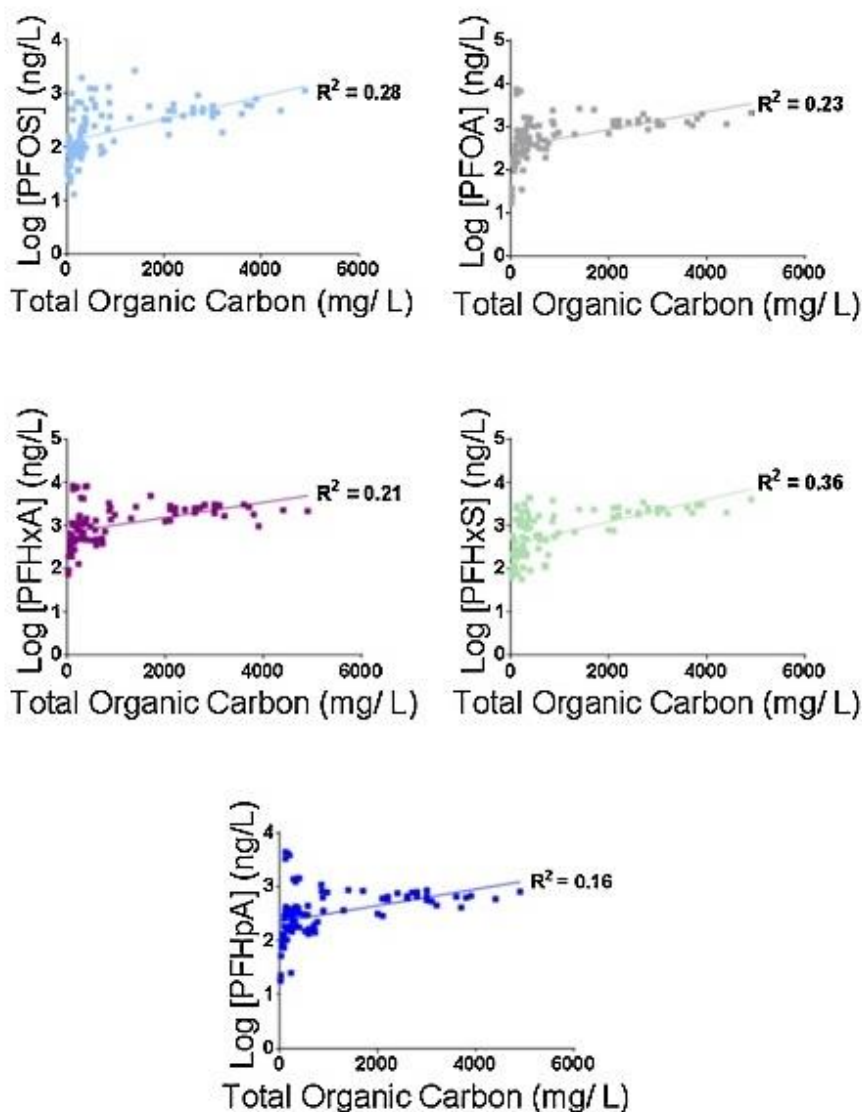 Log [PFOS] (ng/L)
4
3
2
1
0
R² = 0.28
0 2000 4000 6000
Total Organic Carbon (mg/ L)
Log [PFOA] (ng/L)
5
4
3
2
1
0
R² = 0.23
0 2000 4000 6000
Total Organic Carbon (mg/ L)
Log [PFHxA] (ng/L)
5
4
3
2
1
0
R² = 0.21
0 2000 4000 6000
Total Organic Carbon (mg/ L)
Log [PFHxS] (ng/L)
5
4
3
2
1
0
R² = 0.36
0 2000 4000 6000
Total Organic Carbon (mg/ L)
Log [PFHpA] (ng/L)
4
3
2
1
0
R² = 0.16
0 2000 4000 6000
Total Organic Carbon (mg/ L)